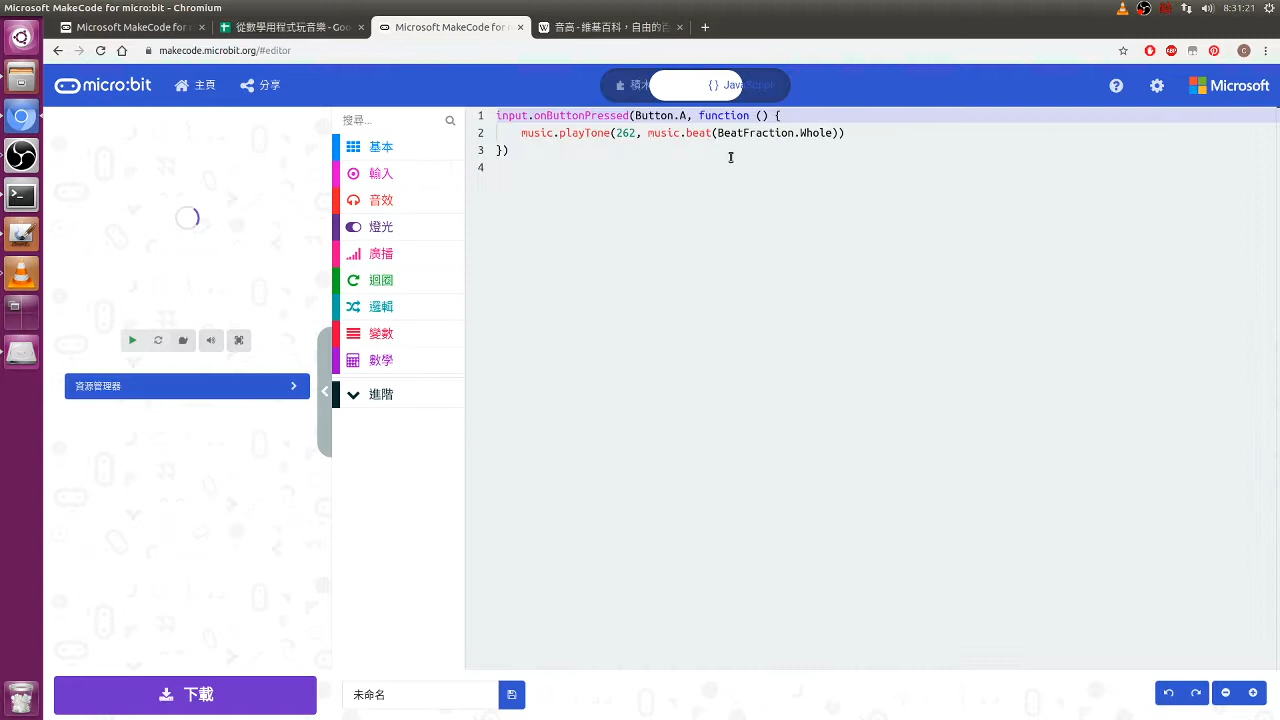 Microsoft MakeCode for micro:bit - Chromium
8:31:21
Microsoft MakeCode for m
從數學用程式玩音樂 - Goo
Microsoft MakeCode for m
音高 - 維基百科，自由的百
makecode.microbit.org/#editor
micro:bit
主頁
分享
積木
{ } JavaScript
Microsoft
搜尋...
基本
輸入
音效
燈光
廣播
迴圈
邏輯
變數
數學
進階
1 input.onButtonPressed(Button.A, function () {
2 music.playTone(262, music.beat(BeatFraction.Whole))
3 })
4
資源管理器
下載
未命名